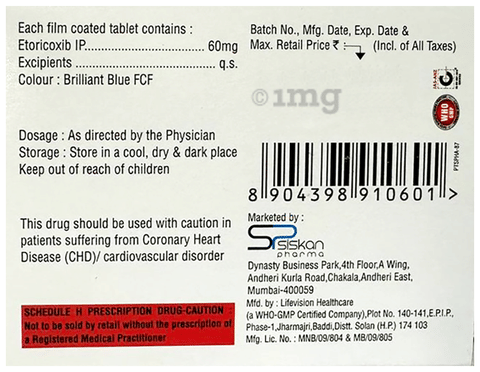 Each film coated tablet contains :
Etoricoxib IP............................. 60mg
Excipients ................................ q.s.
Colour : Brilliant Blue FCF
Batch No., Mfg. Date, Exp. Date &
Max. Retail Price ₹ : (Incl. of All Taxes)
1mg
WHO
GMP
Dosage : As directed by the Physician
Storage : Store in a cool, dry & dark place
Keep out of reach of children
PTSPHA-87
8 904398 910601 >
This drug should be used with caution in
patients suffering from Coronary Heart
Disease (CHD)/ cardiovascular disorder
Marketed by :
SP siskan
pharma
Dynasty Business Park,4th Floor,A Wing,
Andheri Kurla Road,Chakala,Andheri East,
Mumbai-400059
Mfd. by : Lifevision Healthcare
(a WHO-GMP Certified Company),Plot No. 140-141,E.P.I.P.,
Phase-1,Jharmajri,Baddi,Distt. Solan (H.P.) 174 103
Mfg. Lic. No. : MNB/09/804 & MB/09/805
SCHEDULE H PRESCRIPTION DRUG-CAUTION :
Not to be sold by retail without the prescription of
a Registered Medical Practitioner